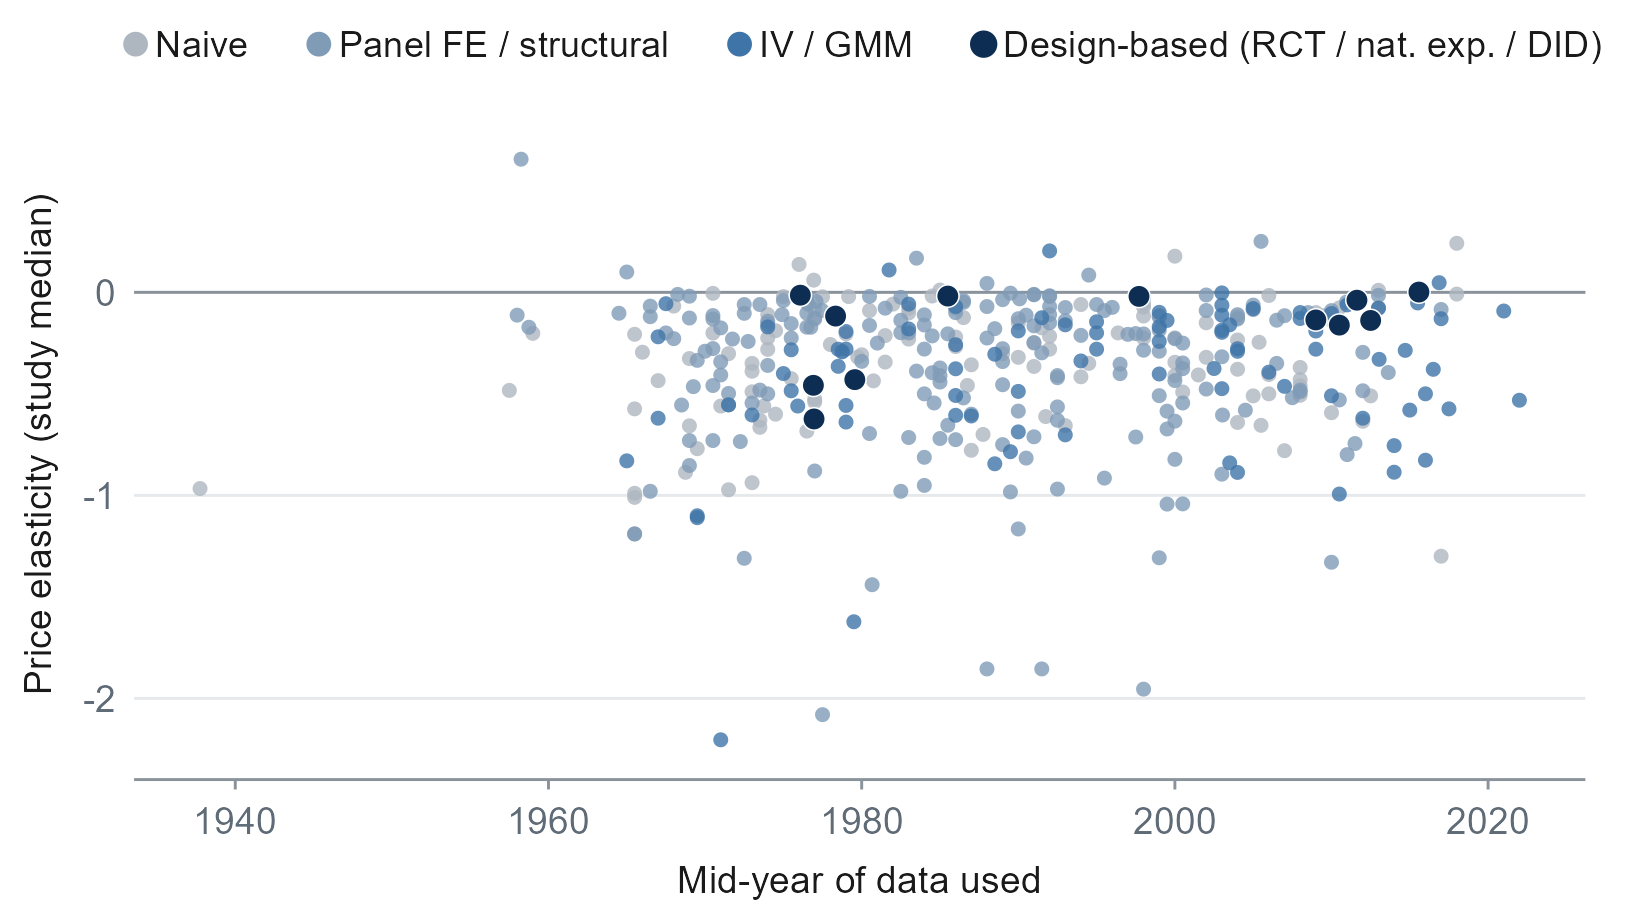 Naive
Panel FE / structural
IV / GMM
Design-based (RCT / nat. exp. / DID)
Price elasticity (study median)
0
-1
-2
1940
1960
1980
2000
2020
Mid-year of data used